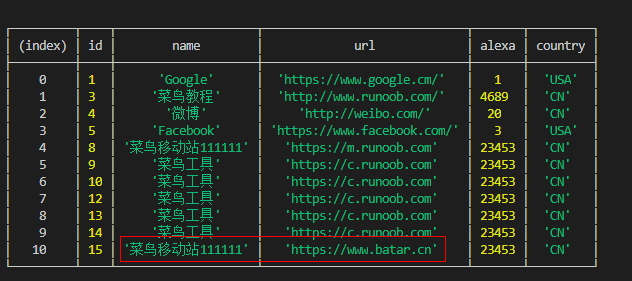 (index) id name url alexa country
0 1 'Google' 'https://www.google.cm/' 1 'USA'
1 3 '菜鸟教程' 'http://www.runoob.com' 4689 'CN'
2 4 '微博' 'http://weibo.com/' 20 'CN'
3 5 'Facebook' 'https://www.facebook.com/' 3 'USA'
4 8 '菜鸟移动站111111' 'https://m.runoob.com' 23453 'CN'
5 9 '菜鸟工具' 'https://c.runoob.com' 23453 'CN'
6 10 '菜鸟工具' 'https://c.runoob.com' 23453 'CN'
7 12 '菜鸟工具' 'https://c.runoob.com' 23453 'CN'
8 13 '菜鸟工具' 'https://c.runoob.com' 23453 'CN'
9 14 '菜鸟工具' 'https://c.runoob.com' 23453 'CN'
10 15 '菜鸟移动站111111' 'https://www.batar.cn' 23453 'CN'